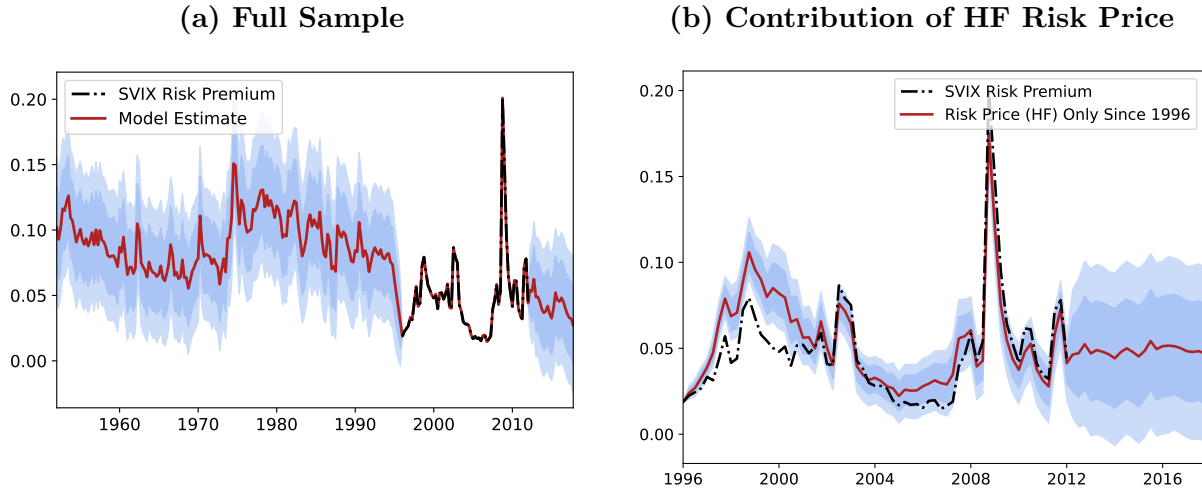 (a) Full Sample
SVIX Risk Premium
Model Estimate
0.20
0.15
0.10
0.05
0.00
1960 1970 1980 1990 2000 2010
(b) Contribution of HF Risk Price
SVIX Risk Premium
Risk Price (HF) Only Since 1996
0.20
0.15
0.10
0.05
0.00
1996 2000 2004 2008 2012 2016